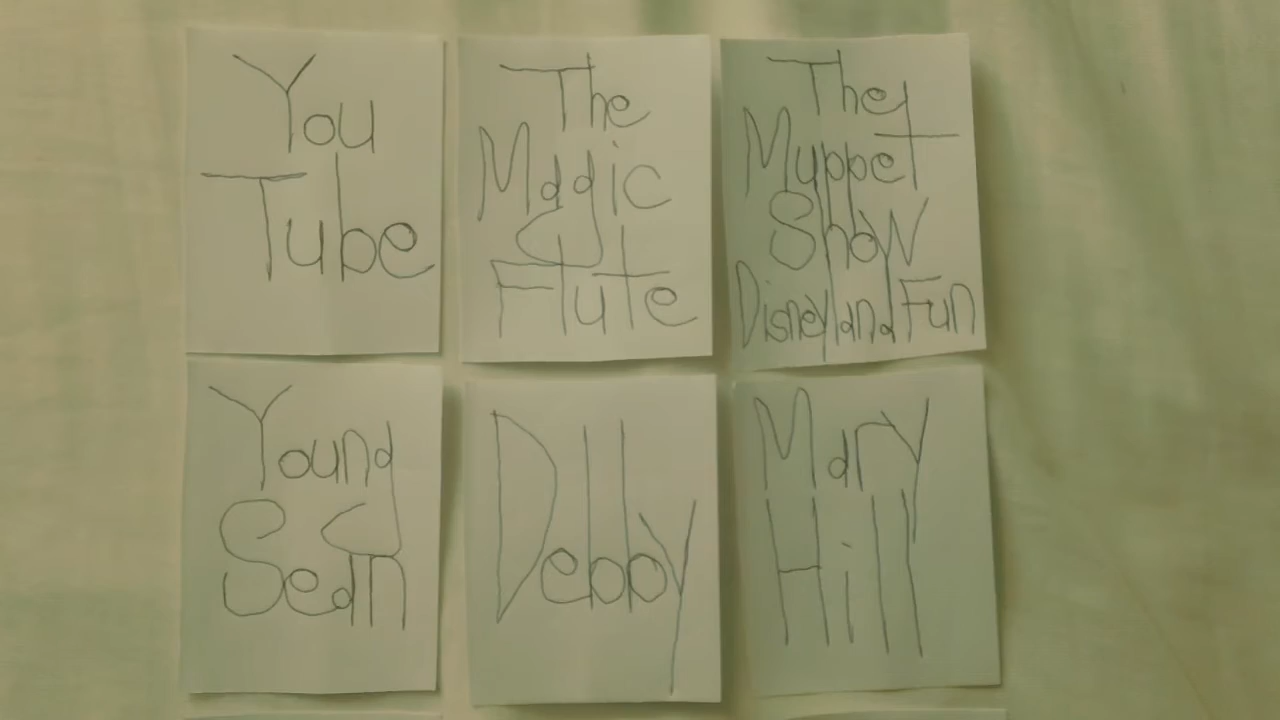 You
Tube
The
Magic
Flute
The
Muppet
Show
Disneyland Fun
Young
Sean
Debby
Mary
Hill